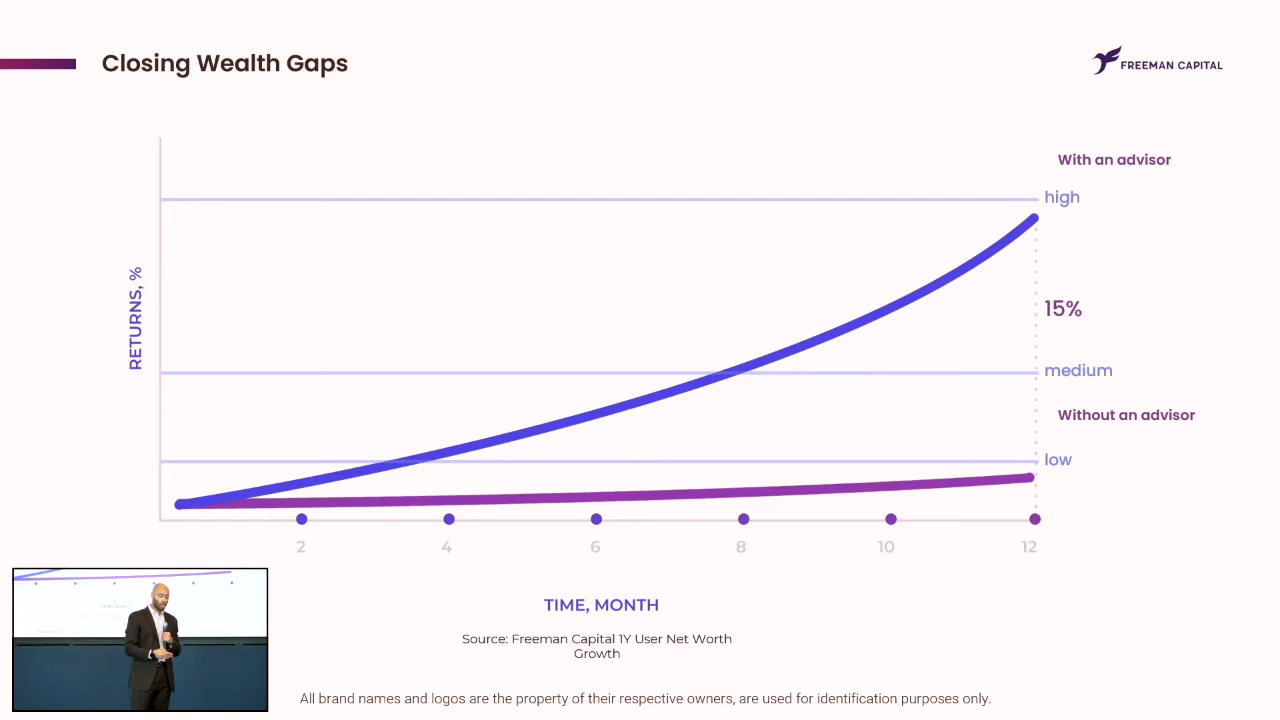 Closing Wealth Gaps
FREEMAN CAPITAL
With an advisor
high
RETURNS, %
15%
medium
Without an advisor
low
2 4 6 8 10 12
TIME, MONTH
Source: Freeman Capital 1Y User Net Worth
Growth
All brand names and logos are the property of their respective owners, are used for identification purposes only.